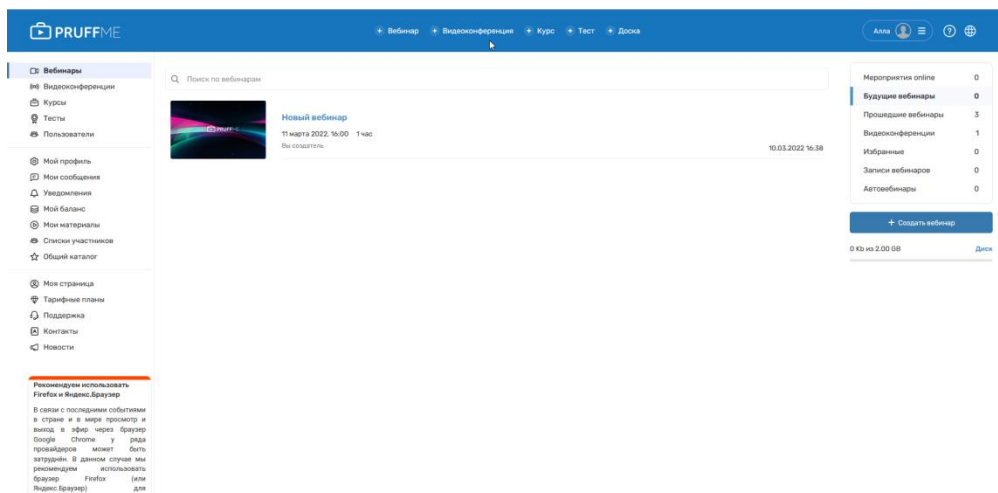 PRUFFME
+ Вебинар + Видеоконференция + Курс + Тест + Доска
Алла
Вебинары
Видеоконференции
Курсы
Тесты
Пользователи
Мой профиль
Мои сообщения
Уведомления
Мой баланс
Мои материалы
Списки участников
Общий каталог
Моя страница
Тарифные планы
Поддержка
Контакты
Новости
Рекомендуем использовать
Firefox и Яндекс.Браузер
В связи с последними событиями
в стране и в мире просмотр и
выход в эфир через браузер
Google Chrome у ряда
провайдеров может быть
затруднён. В данном случае мы
рекомендуем использовать
браузер Firefox (или
Яндекс.Браузер) для
Поиск по вебинарам
PRUFFME
Новый вебинар
11 марта 2022, 16:00 1 час
Вы создатель
10.03.2022 16:38
Мероприятия online 0
Будущие вебинары 0
Прошедшие вебинары 3
Видеоконференции 1
Избранные 0
Записи вебинаров 0
Автовебинары 0
+ Создать вебинар
0 Kb из 2.00 GB Диск